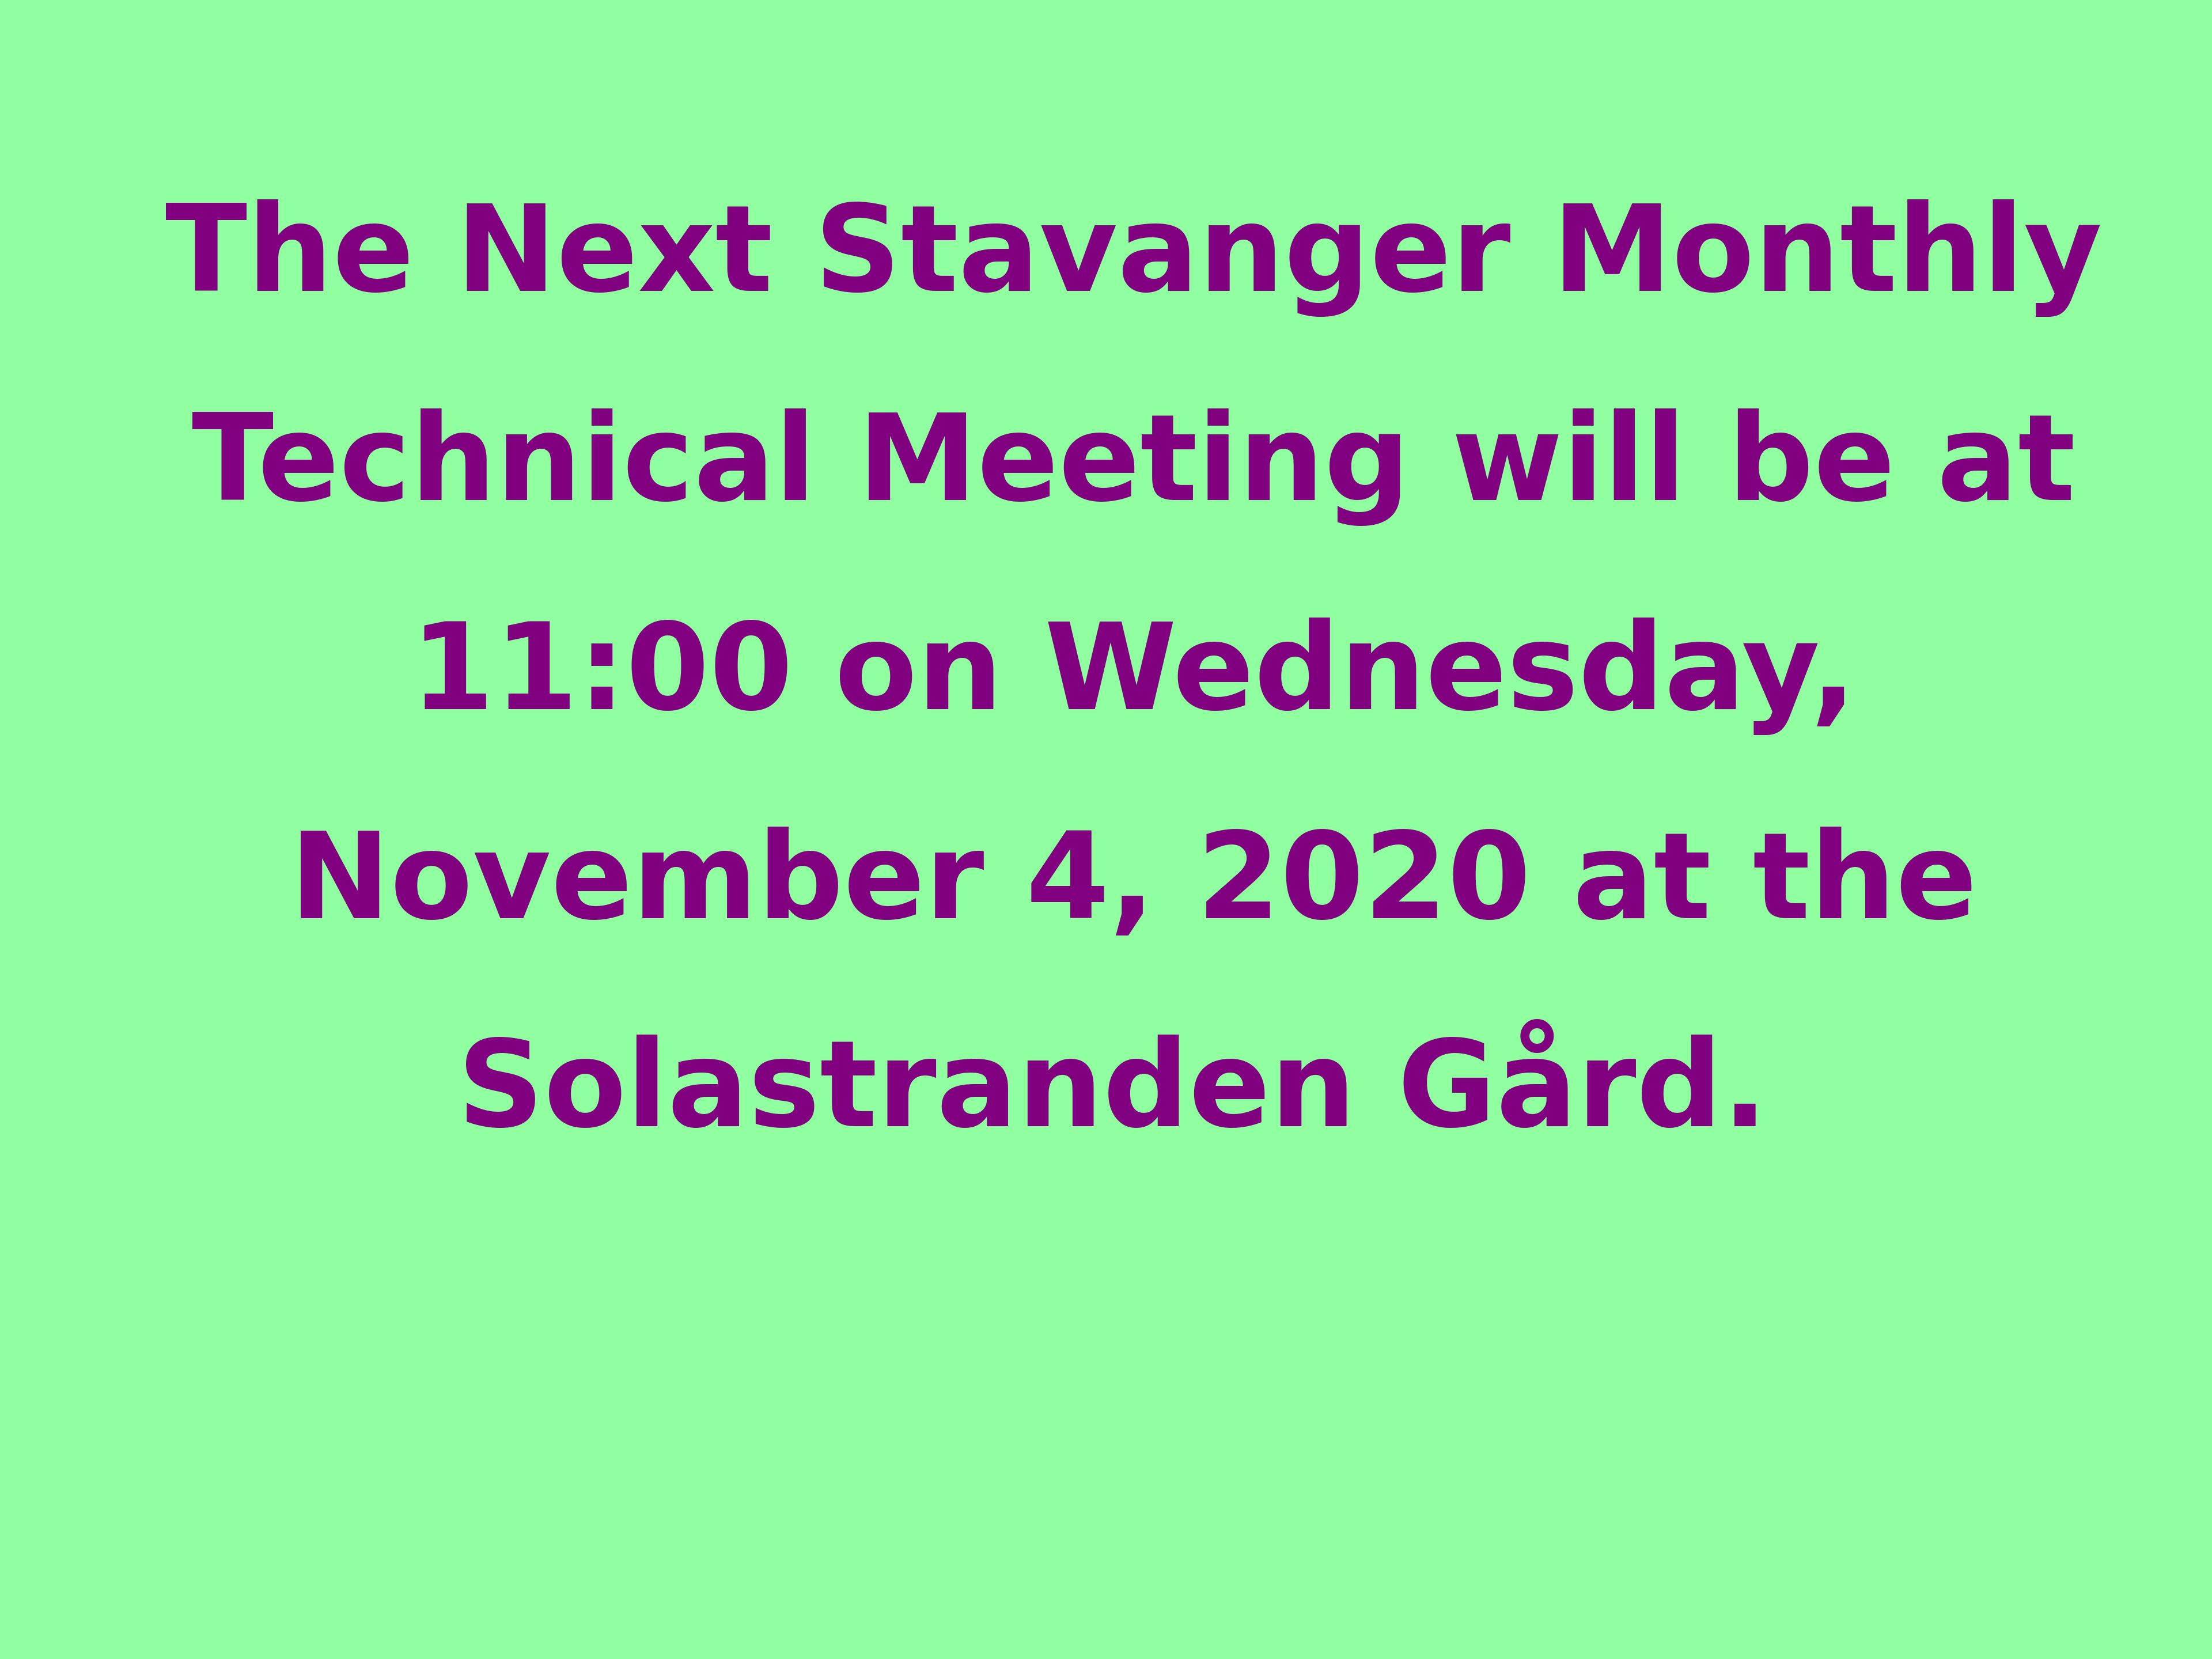 The Next Stavanger Monthly
Technical Meeting will be at
11:00 on Wednesday,
November 4, 2020 at the
Solastranden Gård.